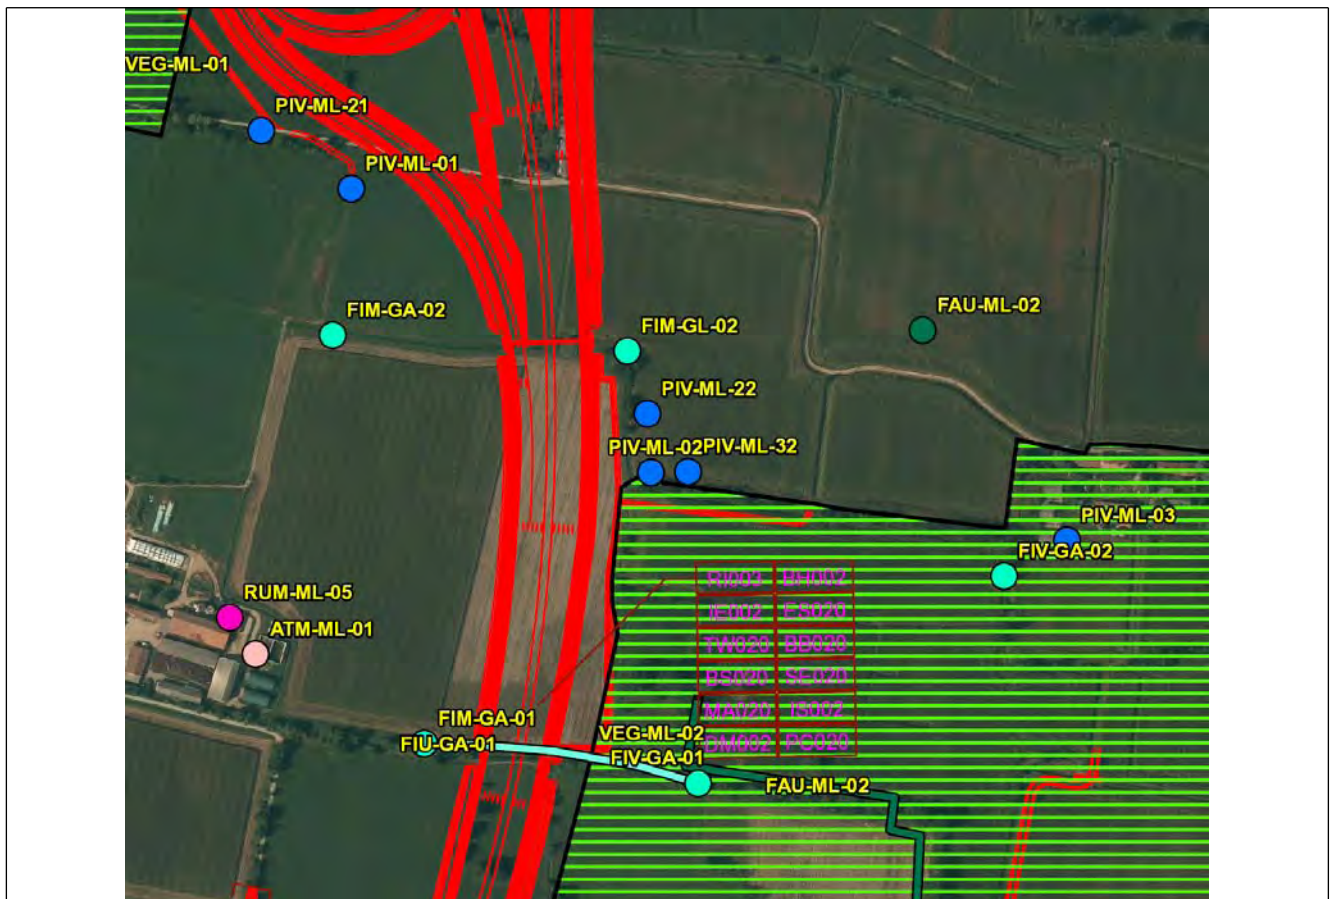 VEG-ML-01
PIV-ML-21
PIV-ML-01
FIM-GA-02
FIM-GL-02
FAU-ML-02
PIV-ML-22
PIV-ML-02 PIV-ML-32
PIV-ML-03
FIV-GA-02
RI003 BH002
RUM-ML-05
IE002 ES020
ATM-ML-01
TW020 BB020
BS020 SE020
MA020 IS002
FIM-GA-01
VEG-ML-02
FIU-GA-01
DM002 PC020
FIV-GA-01
FAU-ML-02